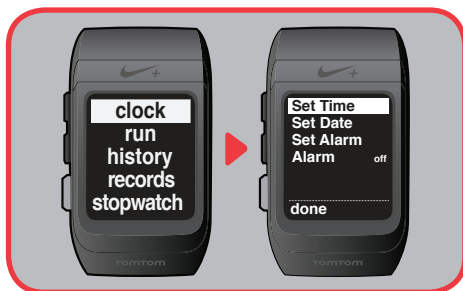 +
clock
run
history
records
stopwatch
TOMTOM
+
Set Time
Set Date
Set Alarm
Alarm off
done
TOMTOM